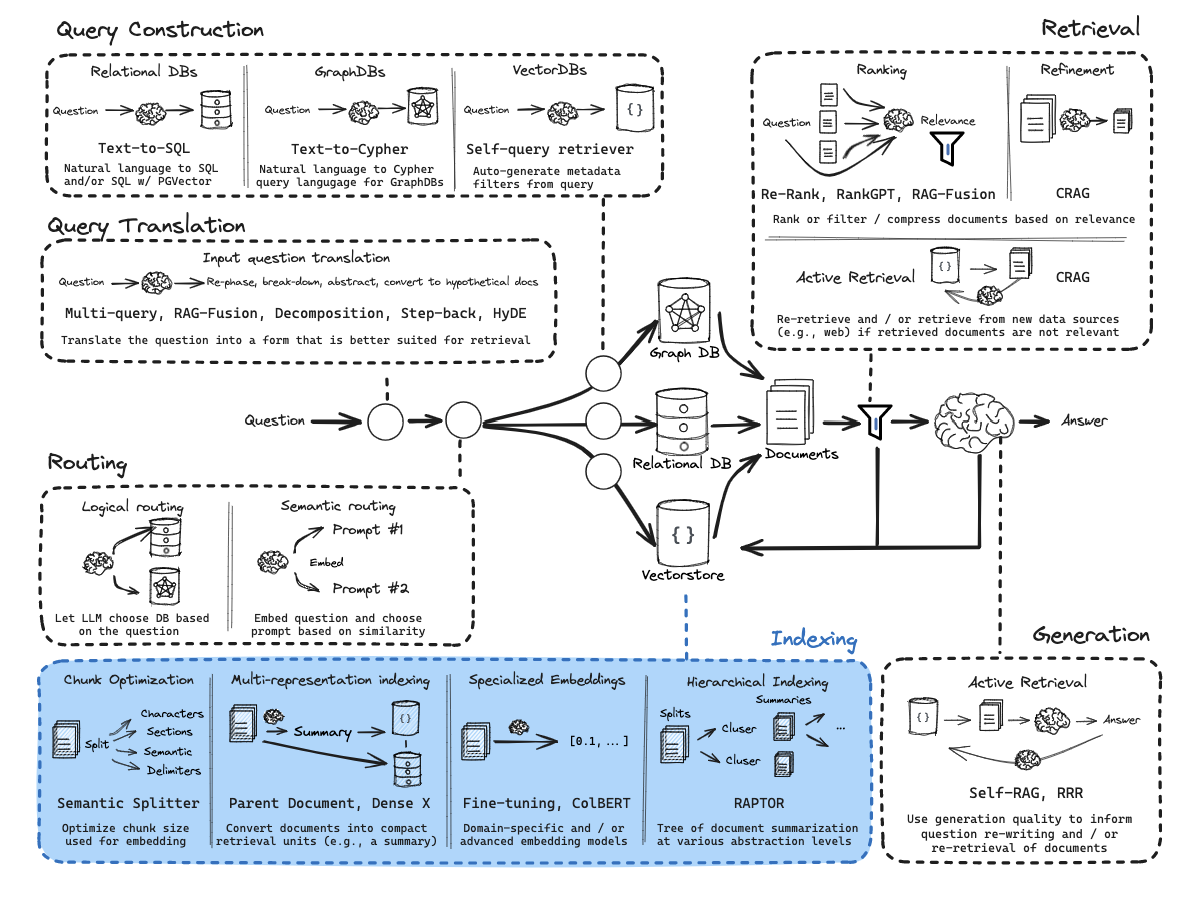 Query Construction
Relational DBs
Question
Text-to-SQL
Natural language to SQL
and/or SQL w/ PGVector
GraphDBs
Question
Text-to-Cypher
Natural language to Cypher
query langugage for GraphDBs
VectorDBs
Question
{ }
Self-query retriever
Auto-generate metadata
filters from query
Retrieval
Ranking
Question
Relevance
Re-Rank, RankGPT, RAG-Fusion
Refinement
CRAG
Rank or filter / compress documents based on relevance
Active Retrieval
{ }
CRAG
Re-retrieve and / or retrieve from new data sources
(e.g., web) if retrieved documents are not relevant
Query Translation
Input question translation
Question
Re-phase, break-down, abstract, convert to hypothetical docs
Multi-query, RAG-Fusion, Decomposition, Step-back, HyDE
Translate the question into a form that is better suited for retrieval
Question
Graph DB
Relational DB
{ }
Vectorstore
Documents
Answer
Routing
Logical routing
Let LLM choose DB based
on the question
Semantic routing
Prompt #1
Embed
Prompt #2
Embed question and choose
prompt based on similarity
Indexing
Chunk Optimization
Split
Characters
Sections
Semantic
Delimiters
Semantic Splitter
Optimize chunk size
used for embedding
Multi-representation indexing
Summary
{ }
Parent Document, Dense X
Convert documents into compact
retrieval units (e.g., a summary)
Specialized Embeddings
[0.1, ...]
Fine-tuning, ColBERT
Domain-specific and / or
advanced embedding models
Hierarchical Indexing
Splits
Summaries
Cluser
Cluser
...
RAPTOR
Tree of document summarization
at various abstraction levels
Generation
Active Retrieval
{ }
Answer
Self-RAG, RRR
Use generation quality to inform
question re-writing and / or
re-retrieval of documents